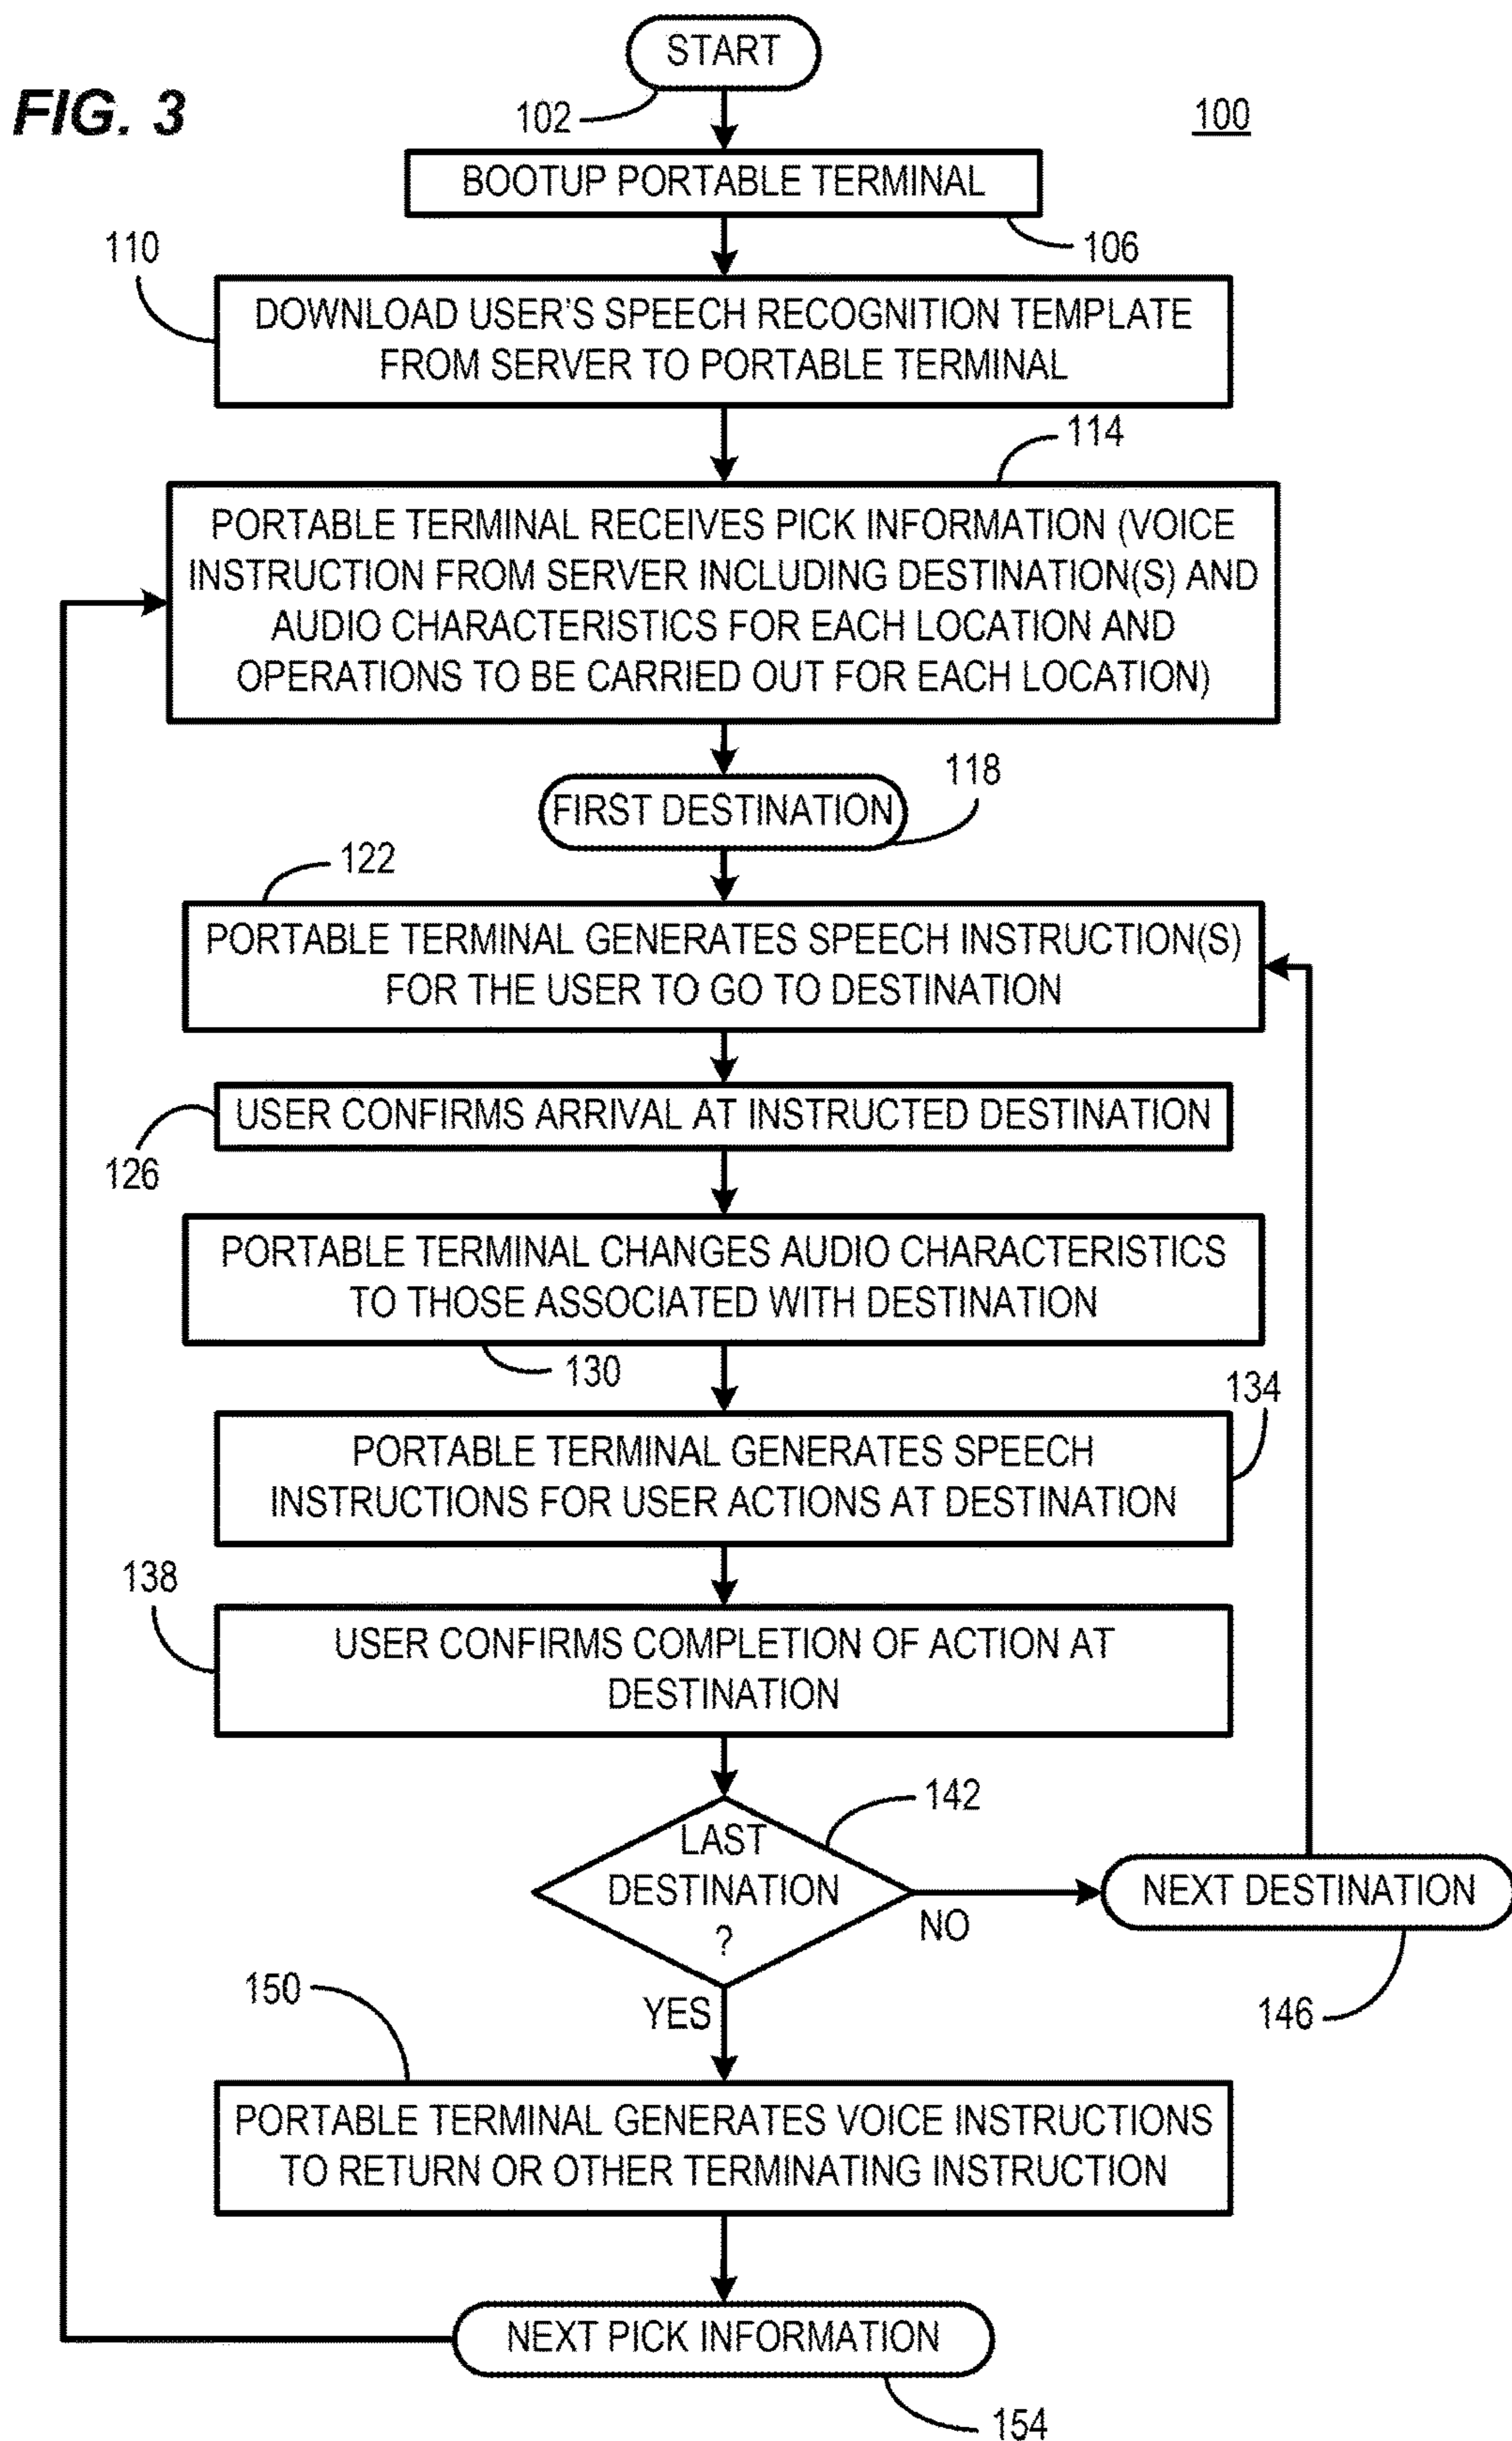 START
FIG. 3
102
100
BOOTUP PORTABLE TERMINAL
106
110
DOWNLOAD USER'S SPEECH RECOGNITION TEMPLATE
FROM SERVER TO PORTABLE TERMINAL
114
PORTABLE TERMINAL RECEIVES PICK INFORMATION (VOICE
INSTRUCTION FROM SERVER INCLUDING DESTINATION(S) AND
AUDIO CHARACTERISTICS FOR EACH LOCATION AND
OPERATIONS TO BE CARRIED OUT FOR EACH LOCATION)
118
FIRST DESTINATION
122
PORTABLE TERMINAL GENERATES SPEECH INSTRUCTION(S)
FOR THE USER TO GO TO DESTINATION
USER CONFIRMS ARRIVAL AT INSTRUCTED DESTINATION
126
PORTABLE TERMINAL CHANGES AUDIO CHARACTERISTICS
TO THOSE ASSOCIATED WITH DESTINATION
130
134
PORTABLE TERMINAL GENERATES SPEECH
INSTRUCTIONS FOR USER ACTIONS AT DESTINATION
138
USER CONFIRMS COMPLETION OF ACTION AT
DESTINATION
142
LAST
DESTINATION
?
NO
NEXT DESTINATION
146
YES
150
PORTABLE TERMINAL GENERATES VOICE INSTRUCTIONS
TO RETURN OR OTHER TERMINATING INSTRUCTION
NEXT PICK INFORMATION
154